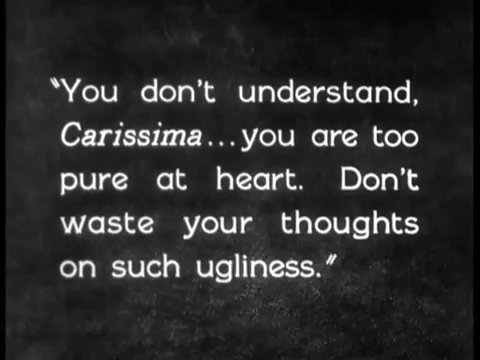 "You don't understand,
Carissima...you are too
pure at heart. Don't
waste your thoughts
on such ugliness."